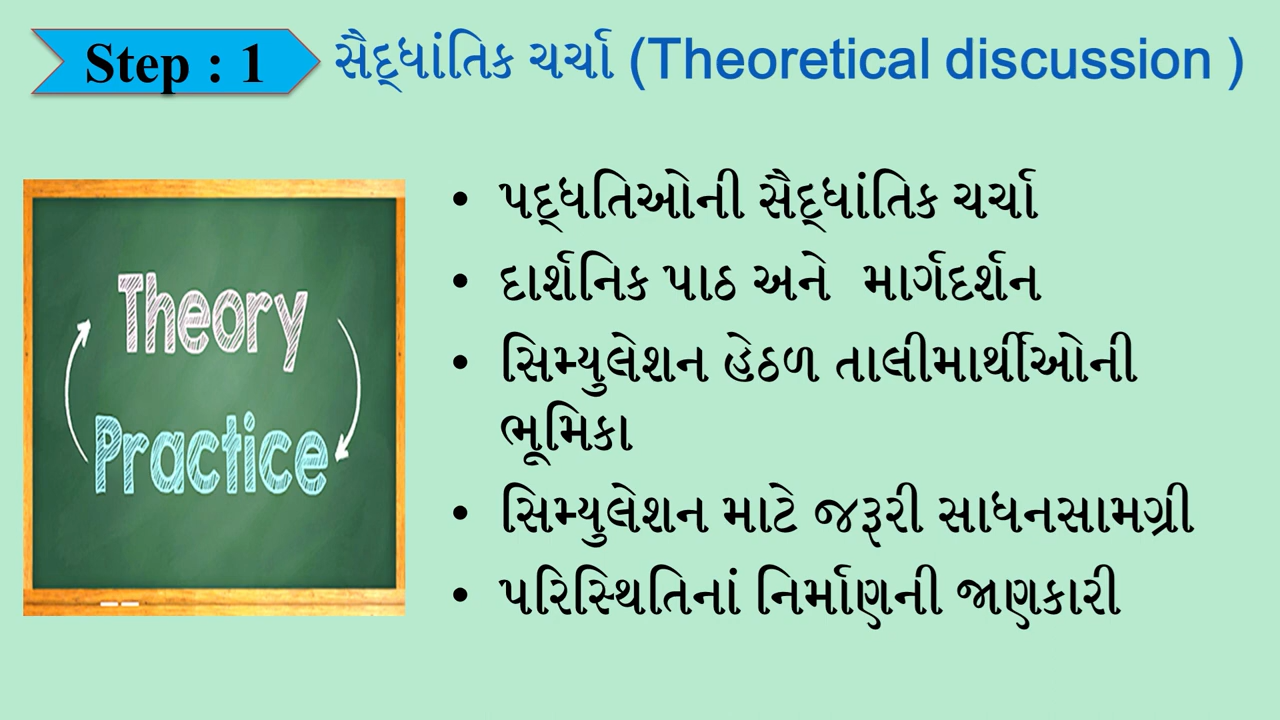 Step : 1
સૈદ્ધાંતિક ચર્ચા (Theoretical discussion )
Theory
Practice
• પદ્ધતિઓની સૈદ્ધાંતિક ચર્ચા
• દાર્શનિક પાઠ અને માર્ગદર્શન
• સિમ્યુલેશન હેઠળ તાલીમાર્થીઓની
ભૂમિકા
• સિમ્યુલેશન માટે જરૂરી સાધનસામગ્રી
• પરિસ્થિતિનાં નિર્માણની જાણકારી